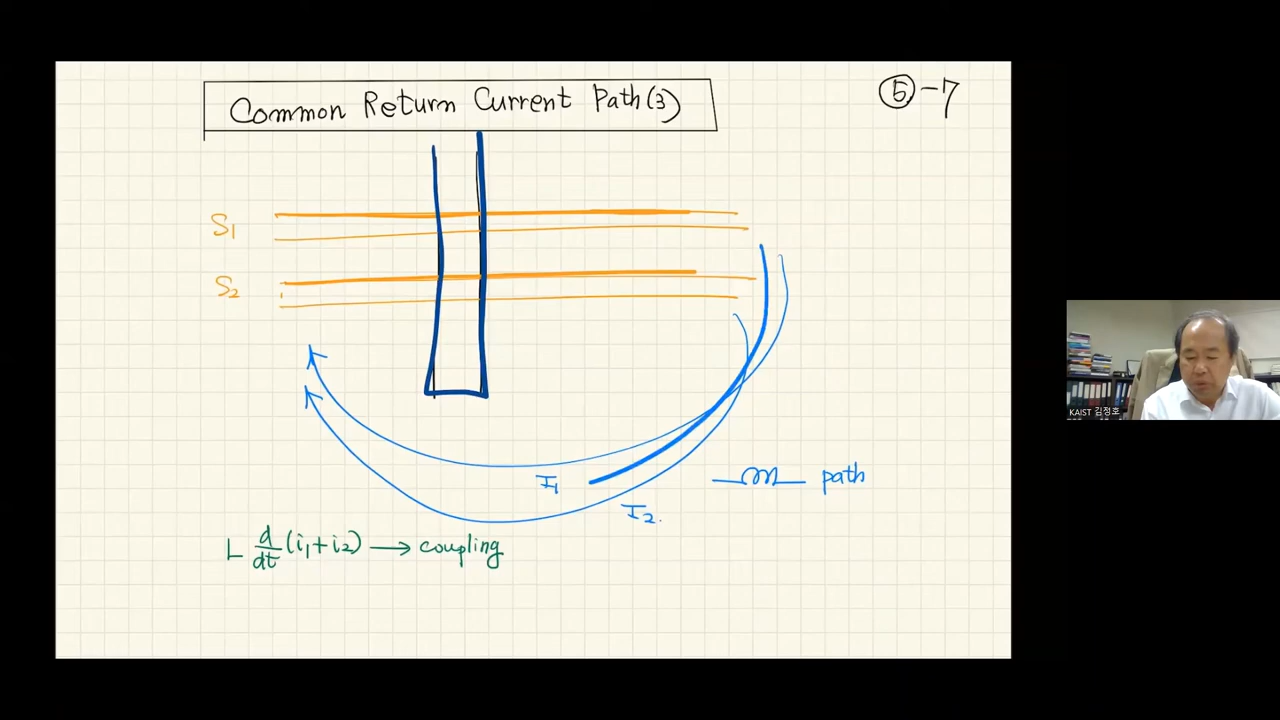 Common Return Current Path(3)
⑤-7
S₁
S₂
I₁
I₂.
path
L d/dt (i₁+i₂) → coupling
KAIST 김정호